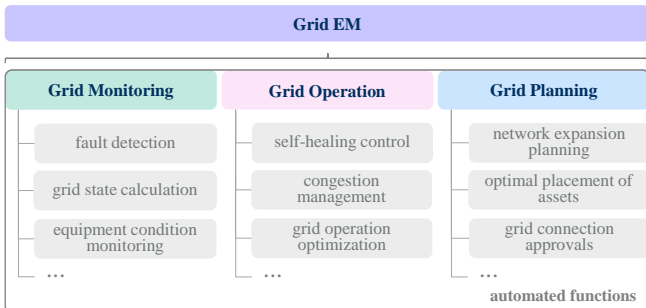 Grid EM
Grid Monitoring
fault detection
grid state calculation
equipment condition
monitoring
...
Grid Operation
self-healing control
congestion
management
grid operation
optimization
...
Grid Planning
network expansion
planning
optimal placement of
assets
grid connection
approvals
...
automated functions